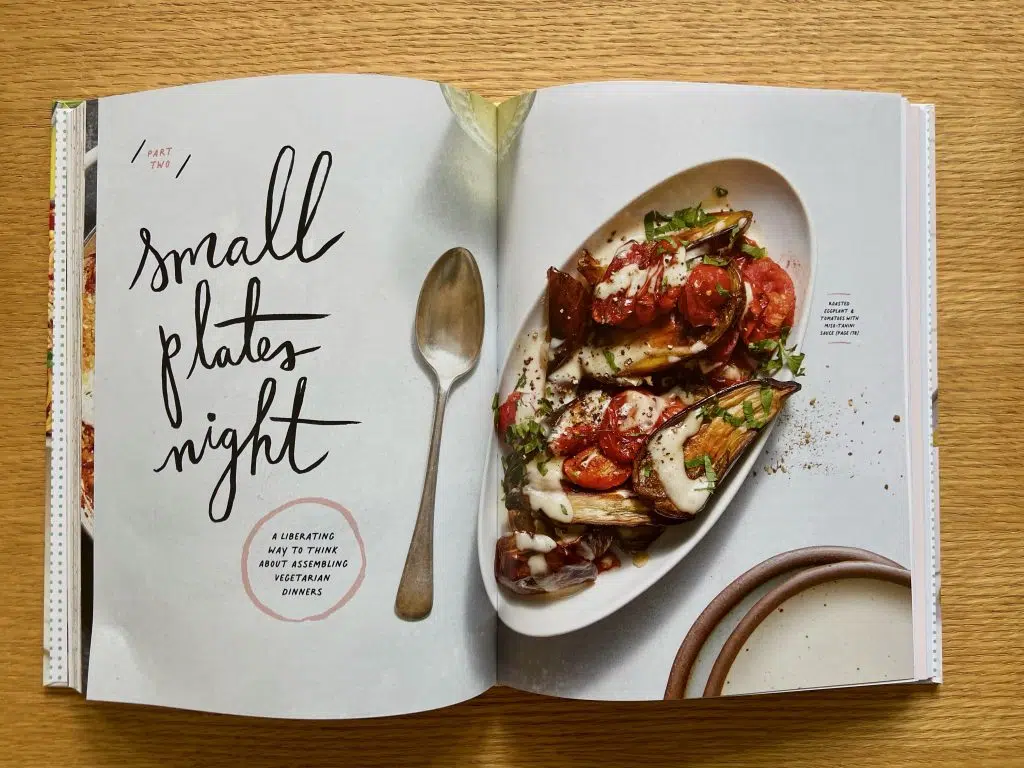 PART
TWO
small
plates
night
A LIBERATING
WAY TO THINK
ABOUT ASSEMBLING
VEGETARIAN
DINNERS
ROASTED
EGGPLANT &
TOMATOES WITH
MISO-TAHINI
SAUCE (PAGE 178)